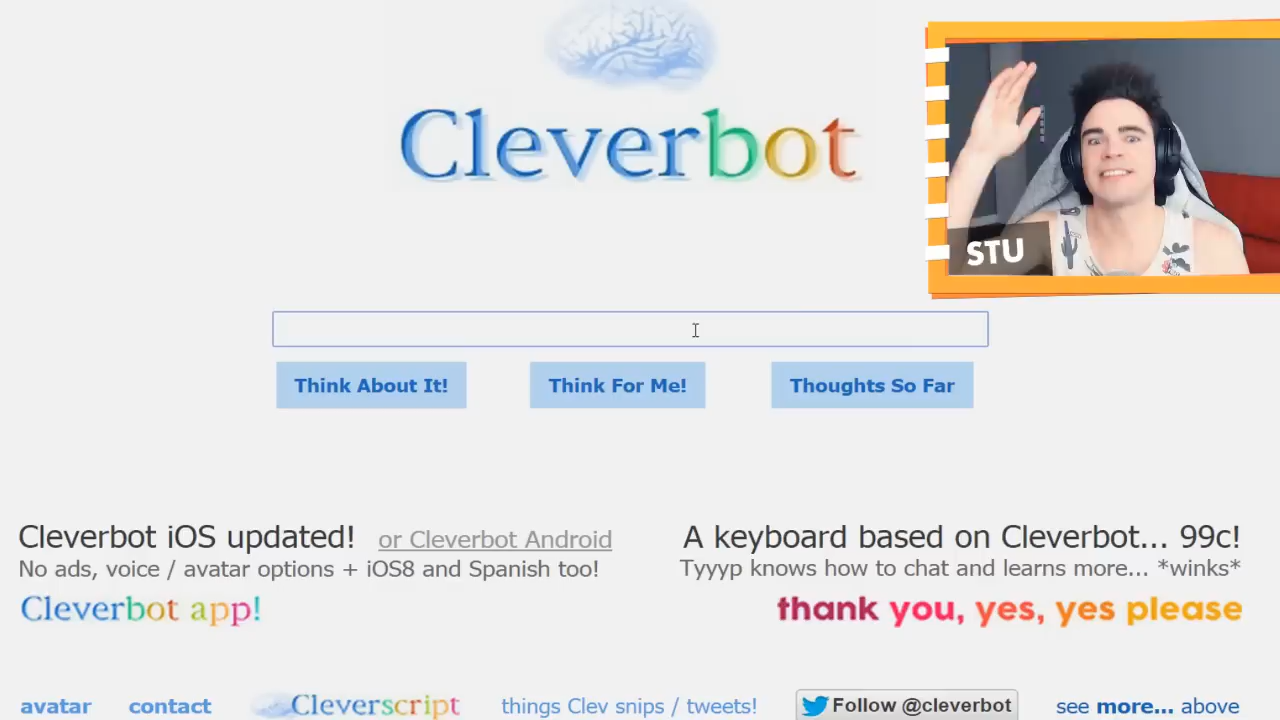 Cleverbot
STU
Think About It!
Think For Me!
Thoughts So Far
Cleverbot iOS updated! or Cleverbot Android
No ads, voice / avatar options + iOS8 and Spanish too!
Cleverbot app!
A keyboard based on Cleverbot... 99c!
Tyyyp knows how to chat and learns more... *winks*
thank you, yes, yes please
avatar
contact
Cleverscript
things Clev snips / tweets!
Follow @cleverbot
see more... above